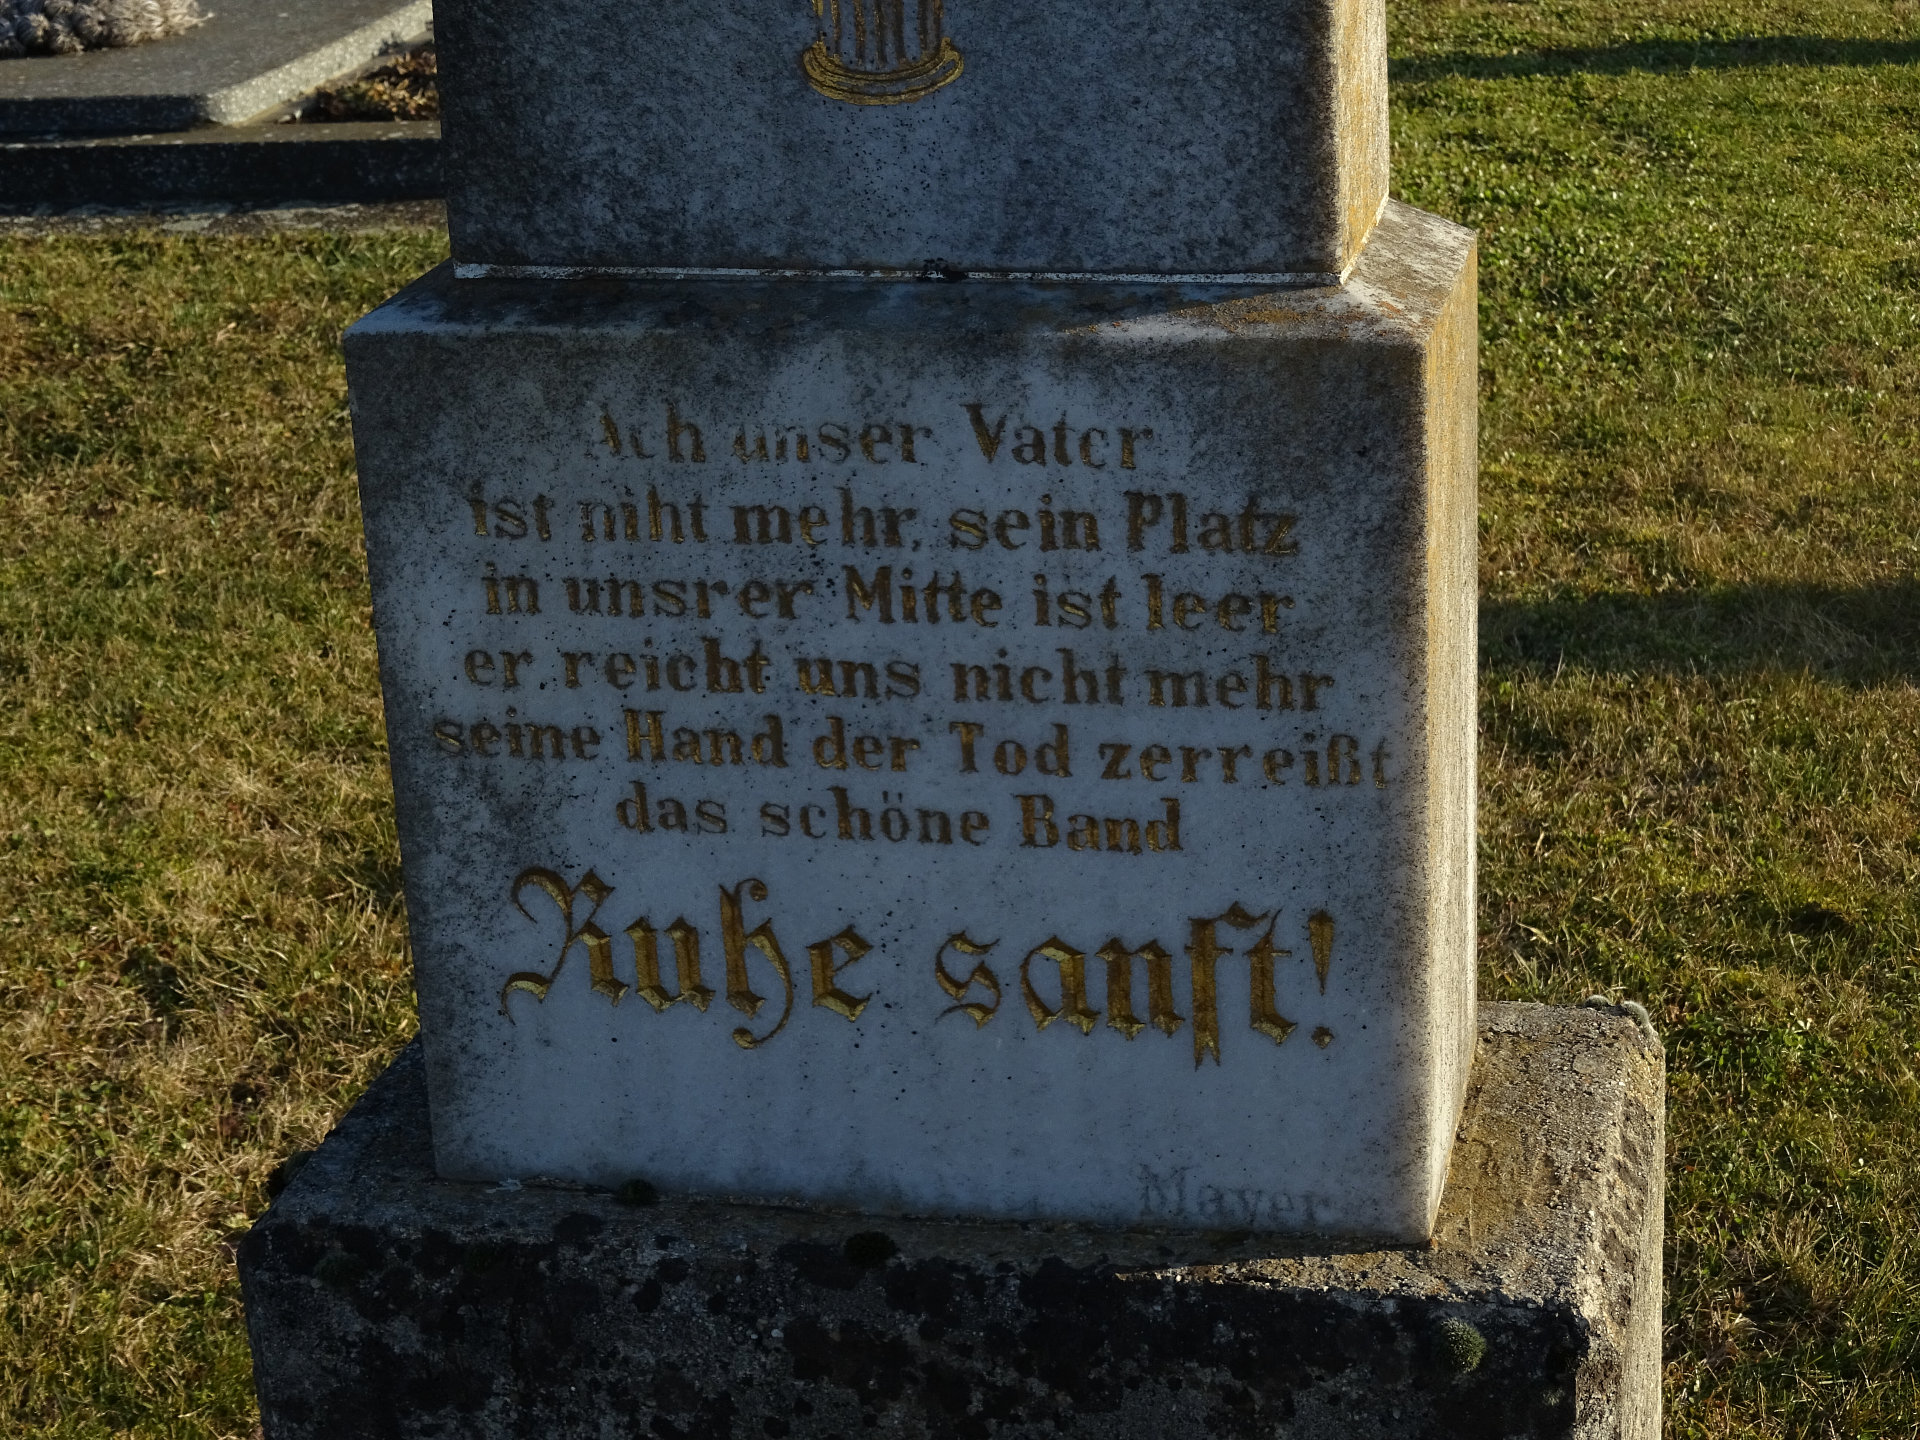 Ach unser Vater
ist niht mehr, sein Platz
in unsrer Mitte ist leer
er reicht uns nicht mehr
seine Hand der Tod zerreißt
das schöne Band
Ruhe sanft!
Mayer